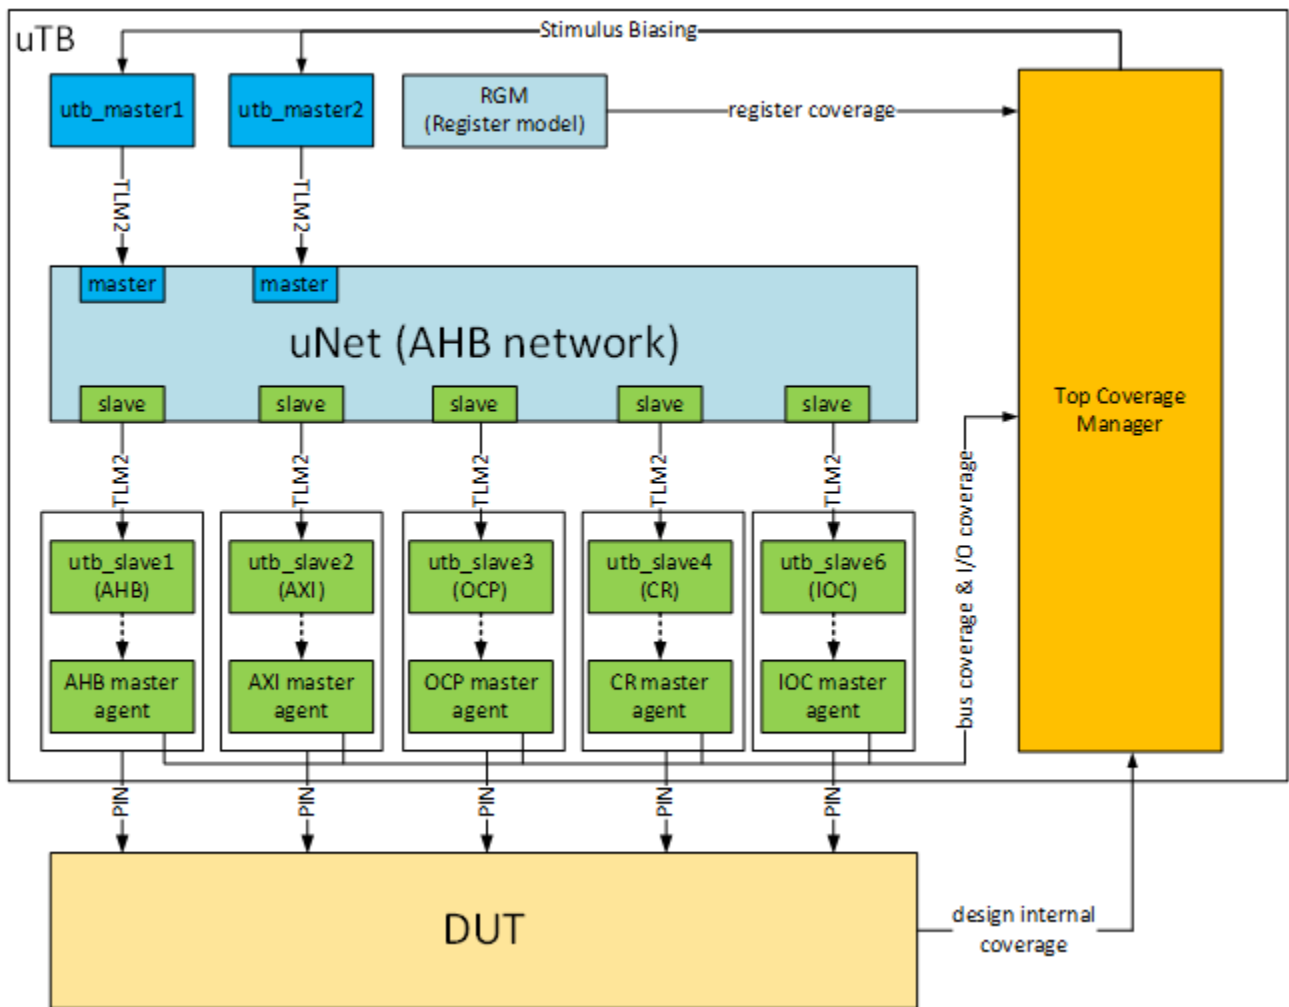 uTB
Stimulus Biasing
utb_master1
utb_master2
RGM
(Register model)
register coverage
TLM2
TLM2
master
master
uNet (AHB network)
slave
slave
slave
slave
slave
Top Coverage
Manager
TLM2
TLM2
TLM2
TLM2
TLM2
bus coverage & I/O coverage
utb_slave1
(AHB)
utb_slave2
(AXI)
utb_slave3
(OCP)
utb_slave4
(CR)
utb_slave6
(IOC)
AHB master
agent
AXI master
agent
OCP master
agent
CR master
agent
IOC master
agent
PIN
PIN
PIN
PIN
PIN
DUT
design internal
coverage